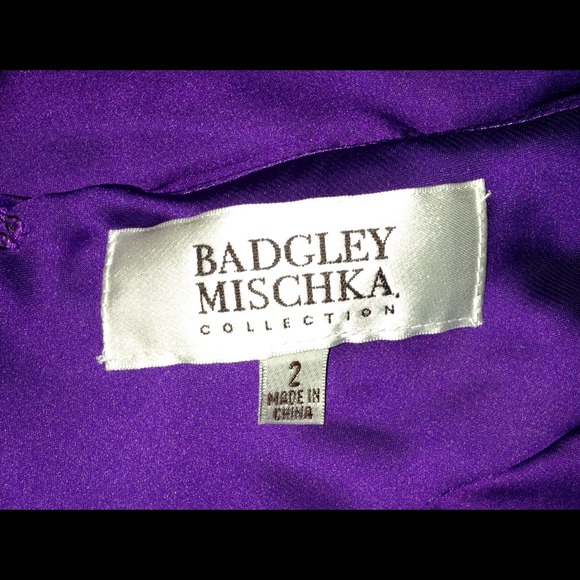 BADGLEY
MISCHKA.
COLLECTION
2
MADE IN
CHINA